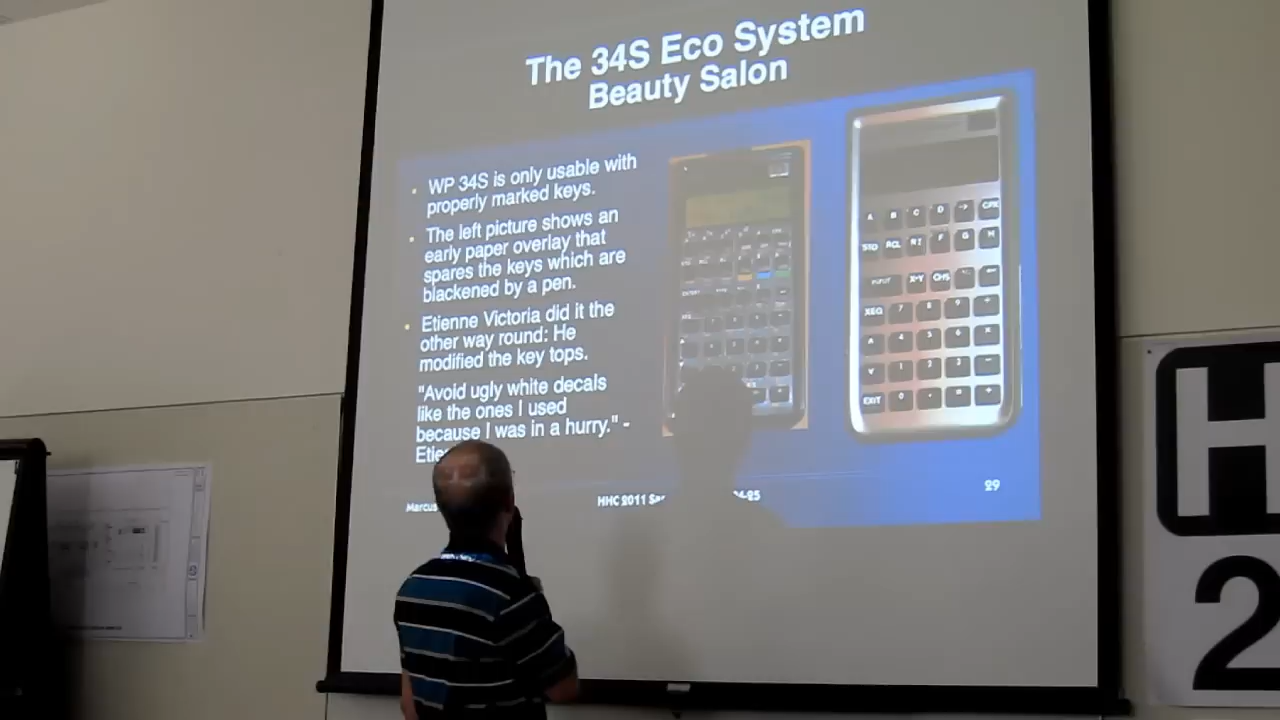 The 34S Eco System
Beauty Salon
WP 34S is only usable with
properly marked keys.
The left picture shows an
early paper overlay that
spares the keys which are
blackened by a pen.
Etienne Victoria did it the
other way round: He
modified the key tops.
"Avoid ugly white decals
like the ones I used
because I was in a hurry." -
Marcus
HHC 2011
29
A B C D → 
STO RCL F G H
INPUT X-Y CHS
XEQ 7 8 9 ÷
4 5 6 ×
1 2 3 -
EXIT 0 . +
H
2